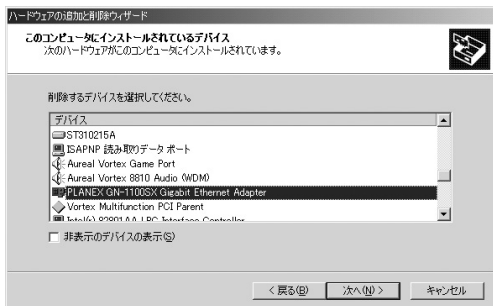 ハードウェアの追加と削除ウィザード
このコンピュータにインストールされているデバイス
次のハードウェアがこのコンピュータにインストールされています。
削除するデバイスを選択してください。
デバイス
ST310215A
ISAPNP 読み取りデータ ポート
Aureal Vortex Game Port
Aureal Vortex 8810 Audio (WDM)
PLANEX GN-1100SX Gigabit Ethernet Adapter
Vortex Multifunction PCI Parent
Intel(r) 82801AA LPC Interface Controller
非表示のデバイスの表示(S)
< 戻る(B)
次へ(N) >
キャンセル